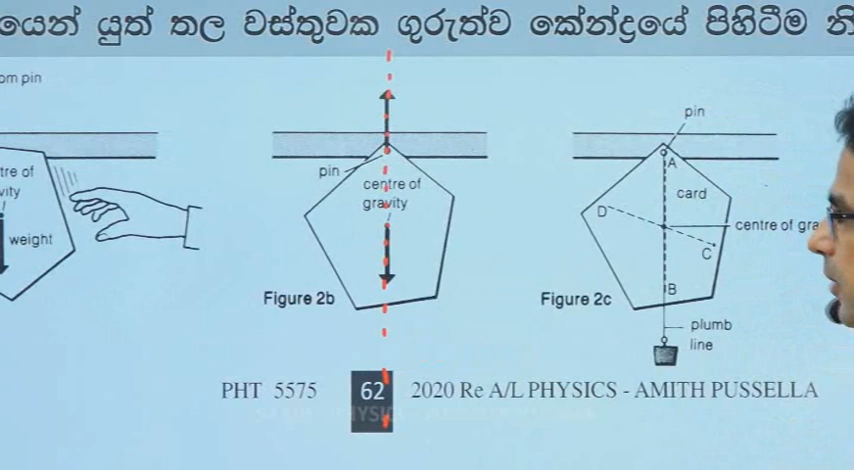 යෙන් යුත් තල වස්තුවක ගුරුත්ව කේන්ද්‍රයේ පිහිටීම
om pin
tre of
vity
weight
pin
centre of
gravity
Figure 2b
pin
A
card
D
centre of gra
C
B
Figure 2c
plumb
line
PHT 5575 62 2020 Re A/L PHYSICS - AMITH PUSSELLA